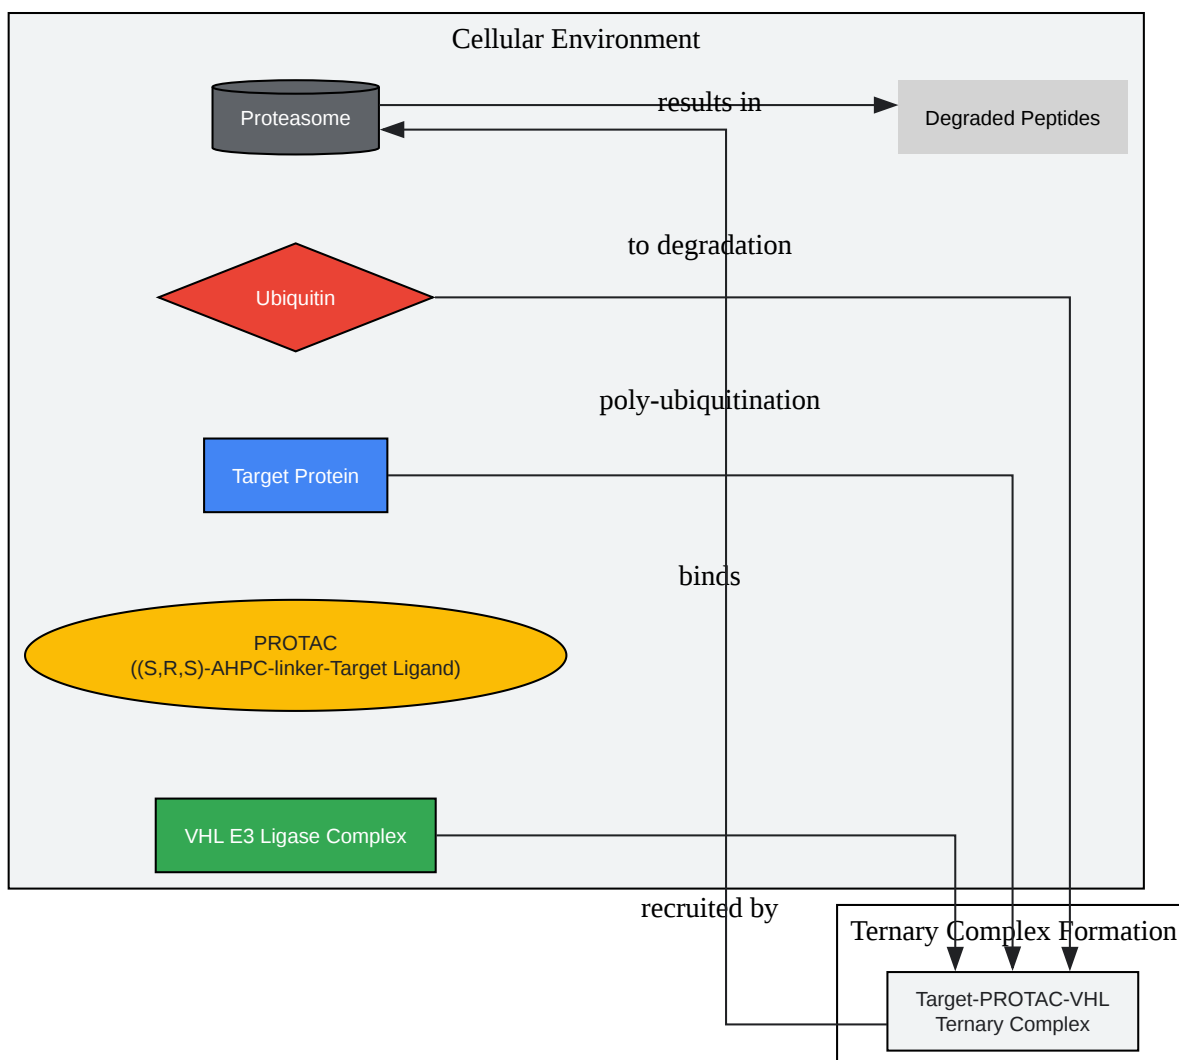 Cellular Environment
Proteasome
results in
Degraded Peptides
to degradation
Ubiquitin
poly-ubiquitination
Target Protein
binds
PROTAC
((S,R,S)-AHPC-linker-Target Ligand)
VHL E3 Ligase Complex
recruited by
Ternary Complex Formation
Target-PROTAC-VHL
Ternary Complex